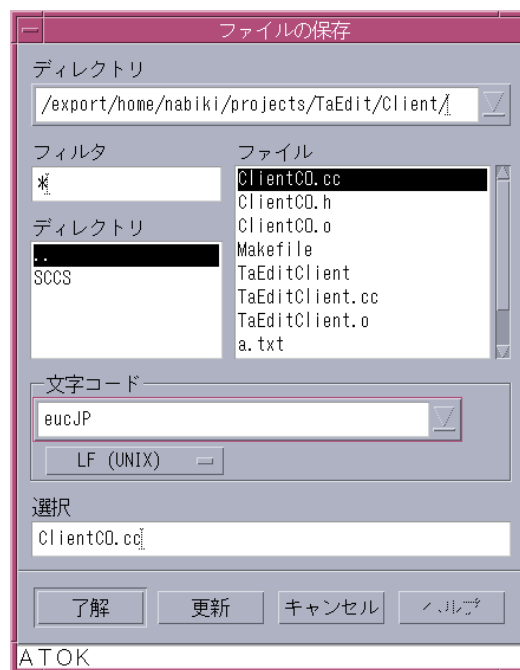 ファイルの保存
ディレクトリ
/export/home/nabiki/projects/TaEdit/Client/
フィルタ
*
ファイル
ClientCO.cc
ClientCO.h
ClientCO.o
Makefile
TaEditClient
TaEditClient.cc
TaEditClient.o
a.txt
ディレクトリ
..
SCCS
文字コード
eucJP
LF (UNIX)
選択
ClientCO.cc
了解 更新 キャンセル ヘルプ
ATOK